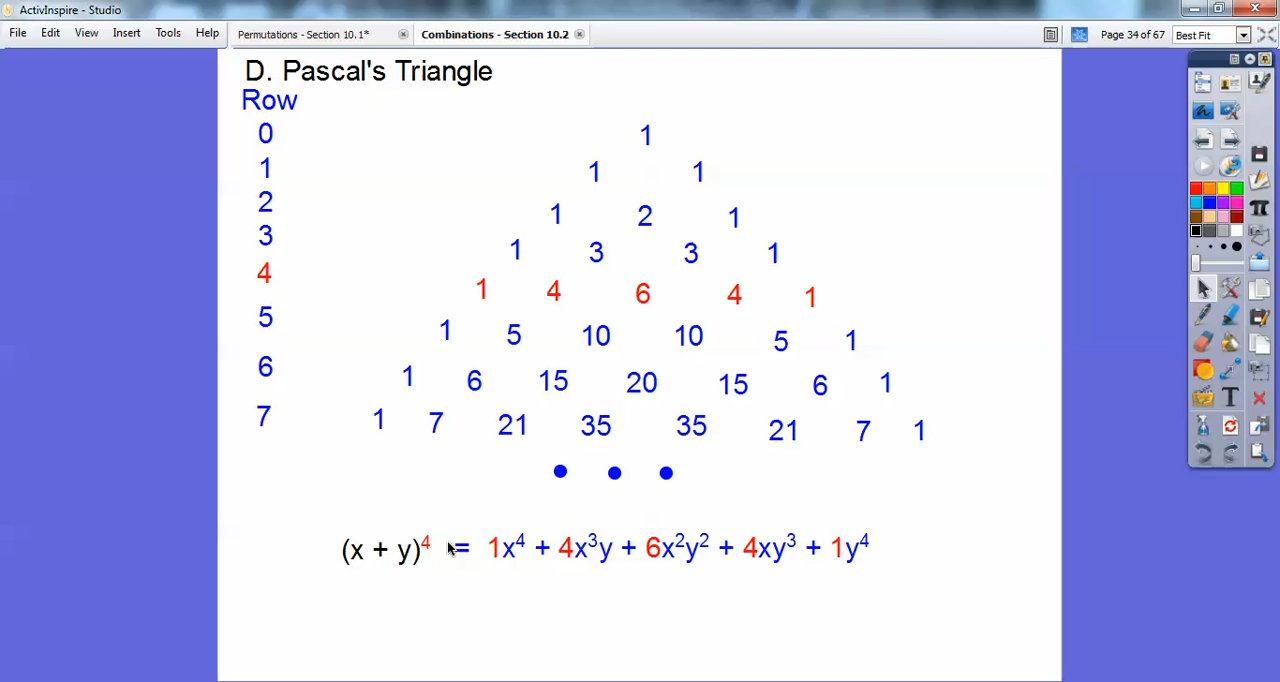 ActivInspire - Studio
File Edit View Insert Tools Help Permutations - Section 10.1* Combinations - Section 10.2 Page 34 of 67 Best Fit
D. Pascal's Triangle
Row
0 1
1 1 1
2 1 2 1
3 1 3 3 1
4 1 4 6 4 1
5 1 5 10 10 5 1
6 1 6 15 20 15 6 1
7 1 7 21 35 35 21 7 1
• • •
(x + y)⁴ = 1x⁴ + 4x³y + 6x²y² + 4xy³ + 1y⁴